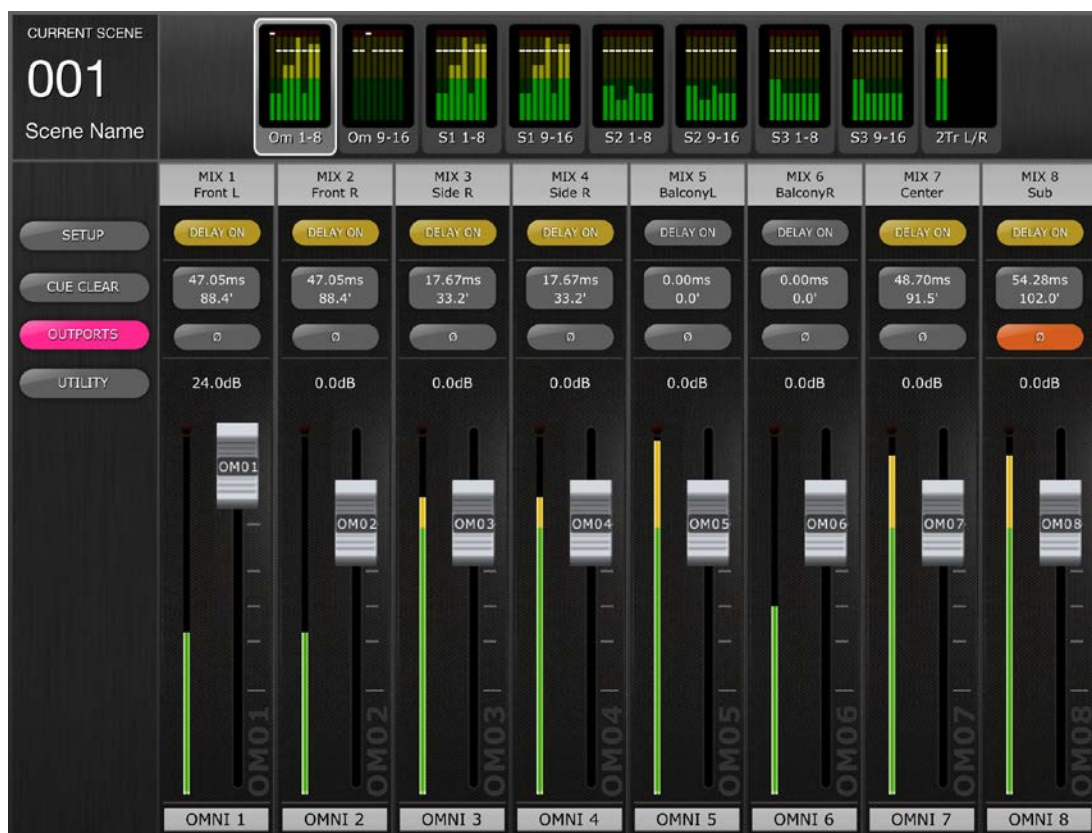 CURRENT SCENE
001
Scene Name
Om 1-8 Om 9-16 S1 1-8 S1 9-16 S2 1-8 S2 9-16 S3 1-8 S3 9-16 2Tr L/R
MIX 1 MIX 2 MIX 3 MIX 4 MIX 5 MIX 6 MIX 7 MIX 8
Front L Front R Side R Side R BalconyL BalconyR Center Sub
SETUP DELAY ON DELAY ON DELAY ON DELAY ON DELAY ON DELAY ON DELAY ON DELAY ON
47.05ms 47.05ms 17.67ms 17.67ms 0.00ms 0.00ms 48.70ms 54.28ms
CUE CLEAR 88.4' 88.4' 33.2' 33.2' 0.0' 0.0' 91.5' 102.0'
OUTPORTS Ø Ø Ø Ø Ø Ø Ø Ø
UTILITY 24.0dB 0.0dB 0.0dB 0.0dB 0.0dB 0.0dB 0.0dB 0.0dB
OM01
OM02 OM03 OM04 OM05 OM06 OM07 OM08
OM01 OM02 OM03 OM04 OM05 OM06 OM07 OM08
OMNI 1 OMNI 2 OMNI 3 OMNI 4 OMNI 5 OMNI 6 OMNI 7 OMNI 8